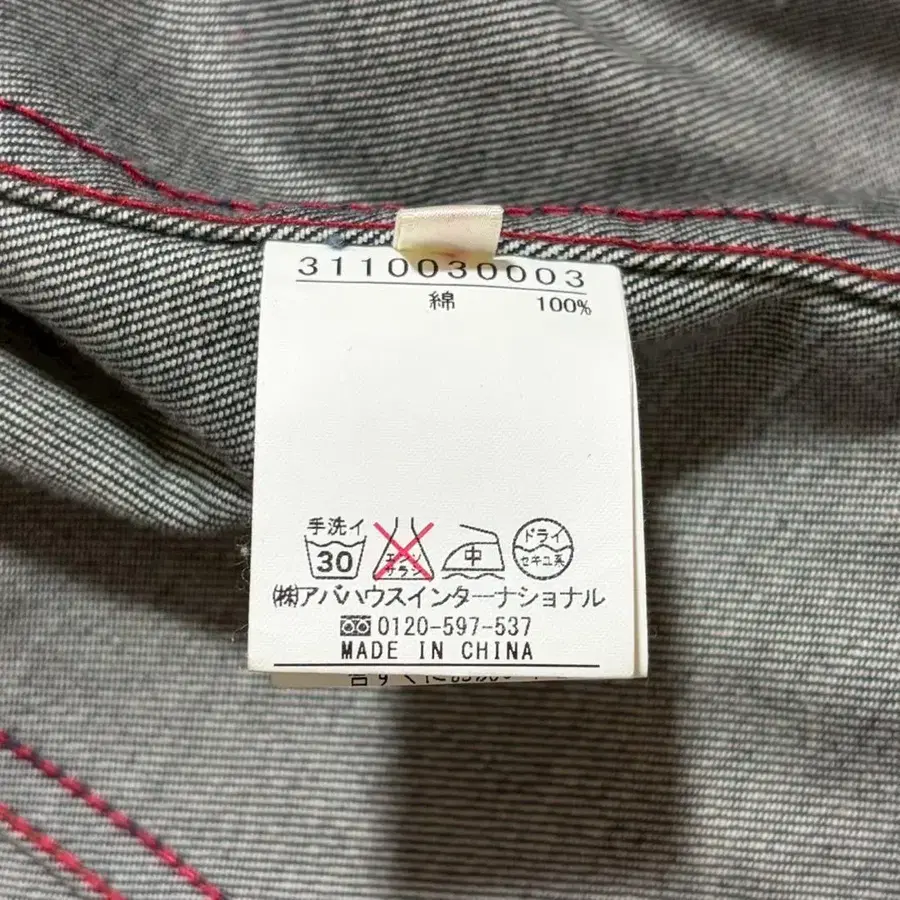 3110030003
綿 100%
手洗イ
30 エンソサラシ 中 ドライ セキユ系
㈱アバハウスインターナショナル
0120-597-537
MADE IN CHINA